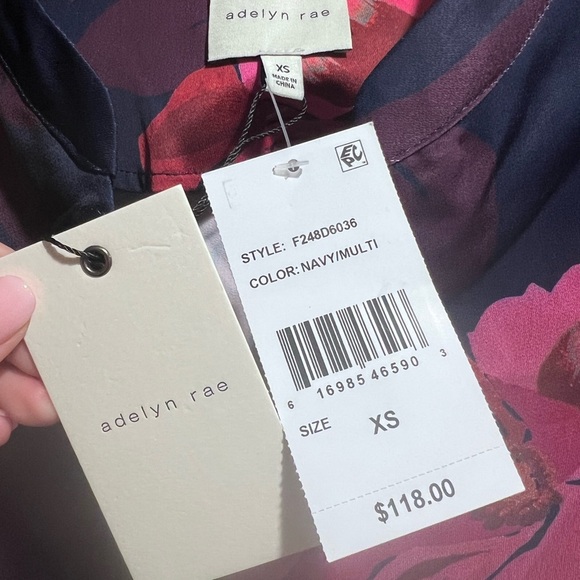 adelyn rae
XS
MADE IN
CHINA
EPC
STYLE: F248D6036
COLOR: NAVY/MULTI
6 16985 46590 3
SIZE XS
$118.00
adelyn rae